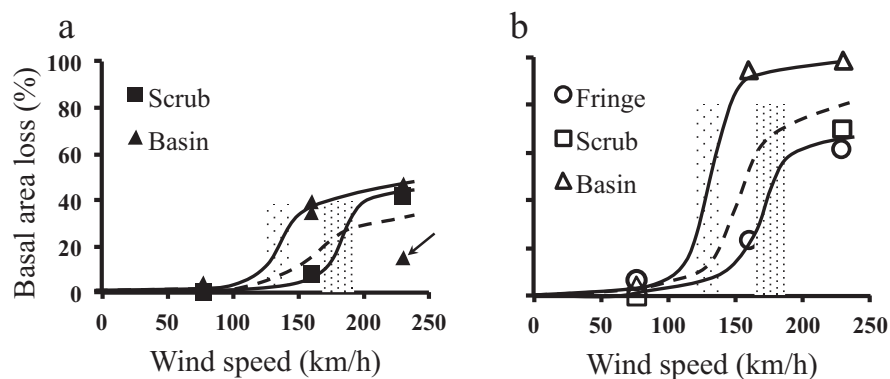 a
Basal area loss (%)
100
80
60
40
20
0
Scrub
Basin
0 50 100 150 200 250
Wind speed (km/h)
b
Fringe
Scrub
Basin
0 50 100 150 200 250
Wind speed (km/h)